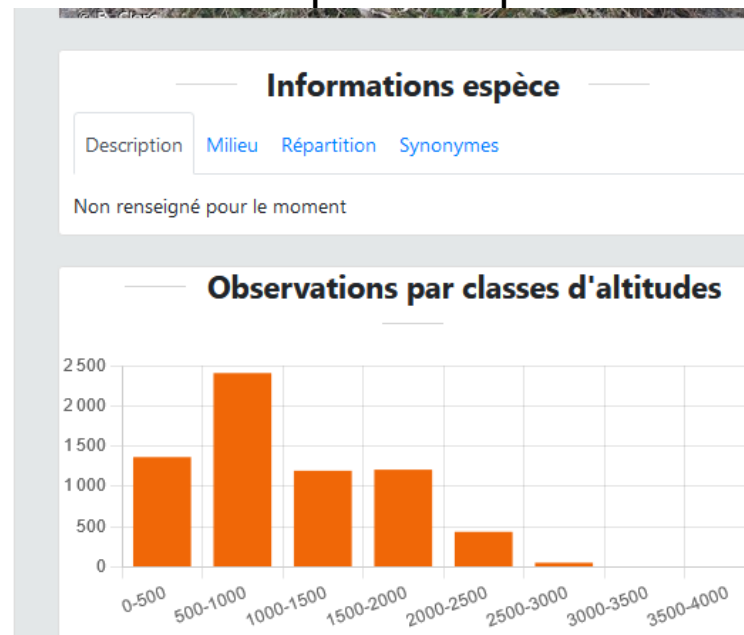 Informations espèce
Description Milieu Répartition Synonymes
Non renseigné pour le moment
Observations par classes d'altitudes
2 500
2 000
1 500
1 000
500
0
0-500 500-1000 1000-1500 1500-2000 2000-2500 2500-3000 3000-3500 3500-4000